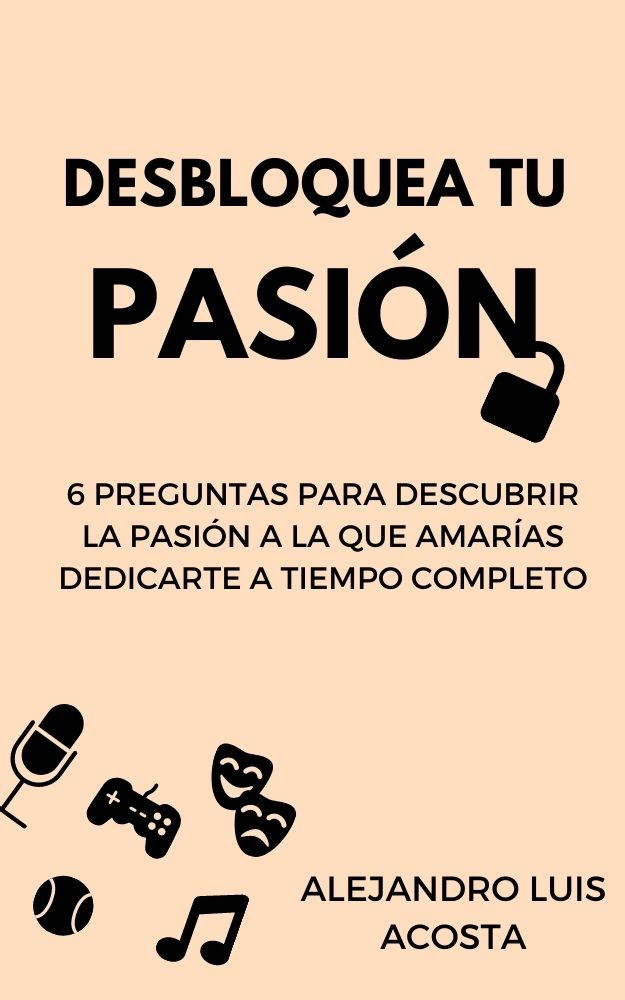 DESBLOQUEA TU
PASIÓN
6 PREGUNTAS PARA DESCUBRIR
LA PASIÓN A LA QUE AMARÍAS
DEDICARTE A TIEMPO COMPLETO
ALEJANDRO LUIS
ACOSTA